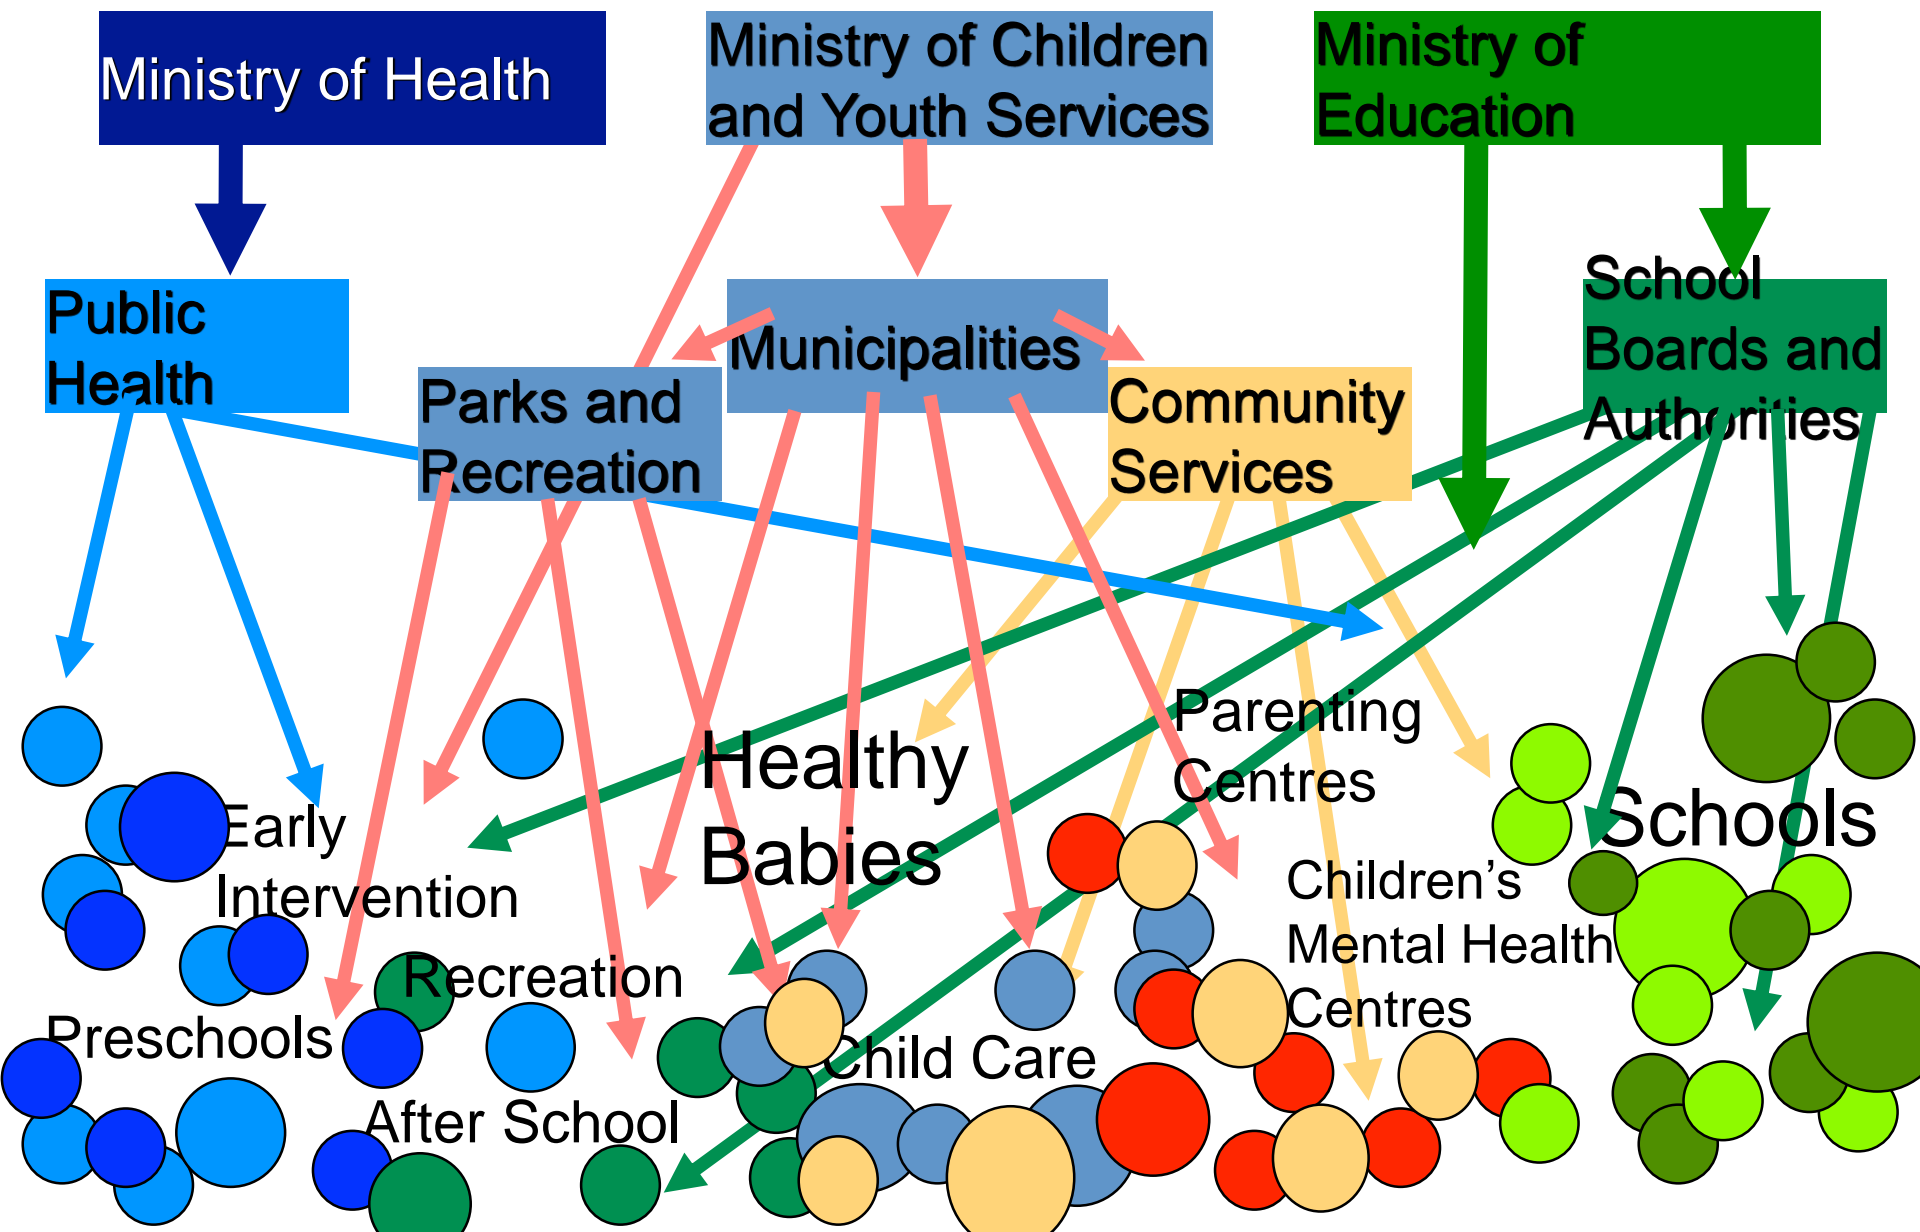 Ministry of Health
Ministry of Children
and Youth Services
Ministry of
Education
Public
Health
Parks and
Recreation
Municipalities
Community
Services
School
Boards and
Authorities
Early
Intervention
Healthy
Babies
Parenting
Centres
Schools
Children’s
Mental Health
Centres
Recreation
Preschools
Child Care
After School